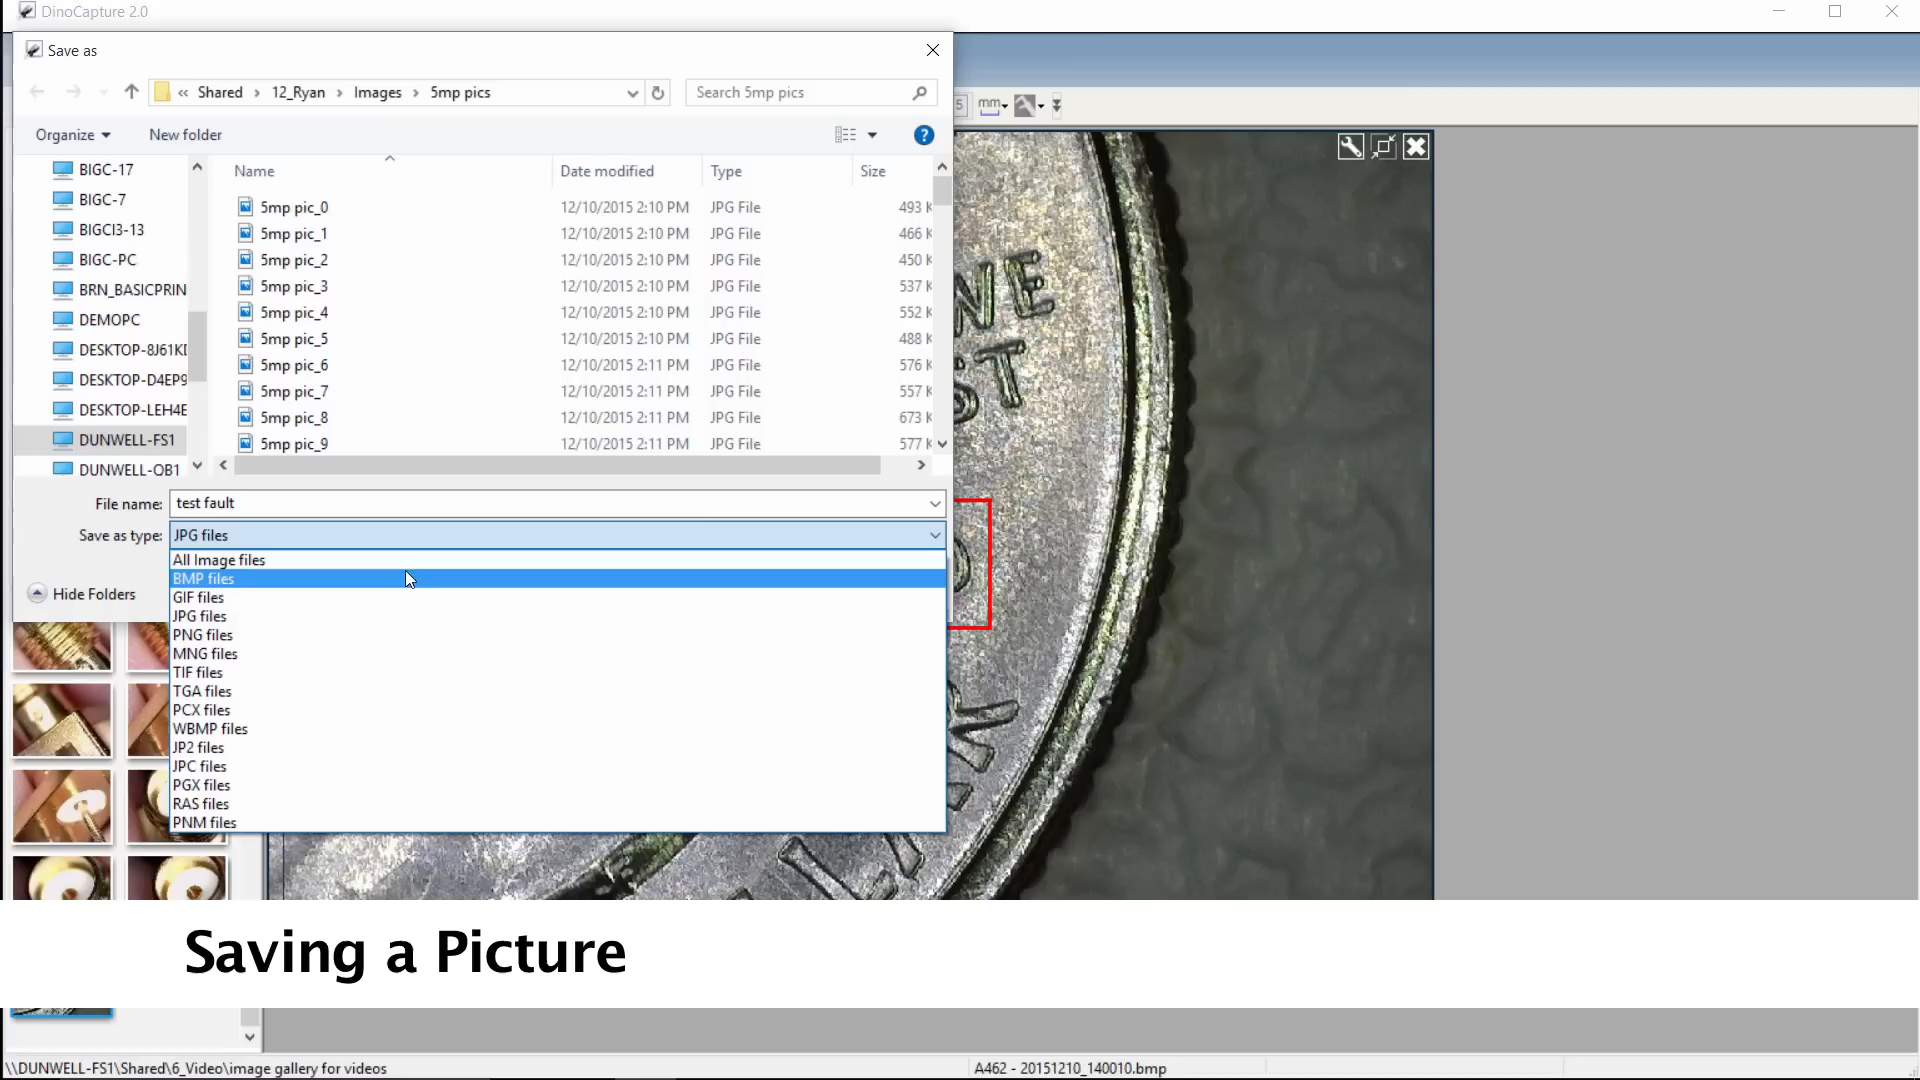 DinoCapture 2.0
Save as
« Shared > 12_Ryan > Images > 5mp pics
Search 5mp pics
5 mm
Organize
New folder
?
Name Date modified Type Size
BIGC-17
BIGC-7
BIGCI3-13
BIGC-PC
BRN_BASICPRIN
DEMOPC
DESKTOP-8J61KD
DESKTOP-D4EP9
DESKTOP-LEH4E
DUNWELL-FS1
DUNWELL-OB1
5mp pic_0 12/10/2015 2:10 PM JPG File 493 K
5mp pic_1 12/10/2015 2:10 PM JPG File 466 K
5mp pic_2 12/10/2015 2:10 PM JPG File 450 K
5mp pic_3 12/10/2015 2:10 PM JPG File 537 K
5mp pic_4 12/10/2015 2:10 PM JPG File 552 K
5mp pic_5 12/10/2015 2:10 PM JPG File 488 K
5mp pic_6 12/10/2015 2:11 PM JPG File 576 K
5mp pic_7 12/10/2015 2:11 PM JPG File 557 K
5mp pic_8 12/10/2015 2:11 PM JPG File 673 K
5mp pic_9 12/10/2015 2:11 PM JPG File 577 K
File name: test fault
Save as type: JPG files
All Image files
BMP files
GIF files
JPG files
PNG files
MNG files
TIF files
TGA files
PCX files
WBMP files
JP2 files
JPC files
PGX files
RAS files
PNM files
Hide Folders
Saving a Picture
\\DUNWELL-FS1\Shared\6_Video\image gallery for videos
A462 - 20151210_140010.bmp